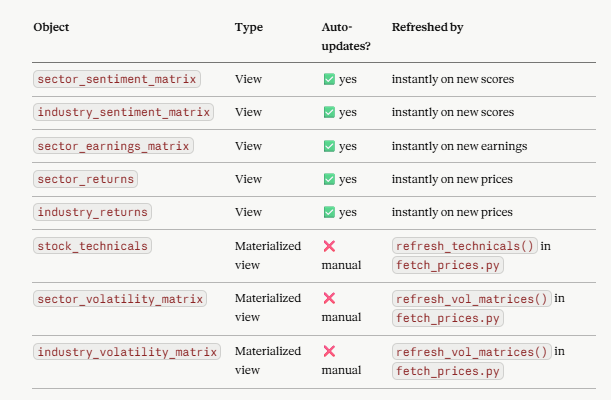 Object Type Auto-updates? Refreshed by
sector_sentiment_matrix View ✅ yes instantly on new scores
industry_sentiment_matrix View ✅ yes instantly on new scores
sector_earnings_matrix View ✅ yes instantly on new earnings
sector_returns View ✅ yes instantly on new prices
industry_returns View ✅ yes instantly on new prices
stock_technicals Materialized view ❌ manual refresh_technicals() in fetch_prices.py
sector_volatility_matrix Materialized view ❌ manual refresh_vol_matrices() in fetch_prices.py
industry_volatility_matrix Materialized view ❌ manual refresh_vol_matrices() in fetch_prices.py